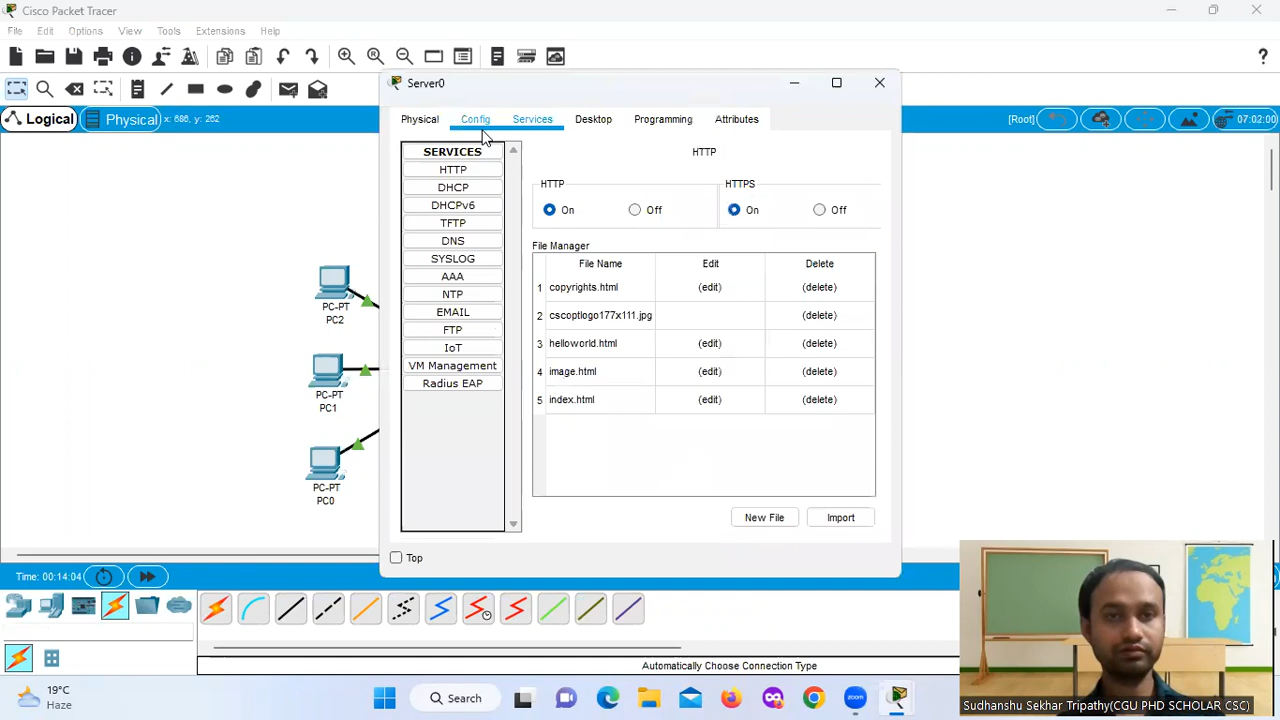 Cisco Packet Tracer
File Edit Options View Tools Extensions Help
?
Logical
Physical
x: 686, y: 262
[Root]
07:02:00
Server0
Physical Config Services Desktop Programming Attributes
SERVICES
HTTP
DHCP
DHCPv6
TFTP
DNS
SYSLOG
AAA
NTP
EMAIL
FTP
IoT
VM Management
Radius EAP
HTTP
HTTP
On Off
HTTPS
On Off
File Manager
File Name Edit Delete
1 copyrights.html (edit) (delete)
2 cscoptlogo177x111.jpg (delete)
3 helloworld.html (edit) (delete)
4 image.html (edit) (delete)
5 index.html (edit) (delete)
New File Import
Top
PC-PT
PC2
PC-PT
PC1
PC-PT
PC0
Time: 00:14:04
Automatically Choose Connection Type
19°C
Haze
Search
Sudhanshu Sekhar Tripathy(CGU PHD SCHOLAR CSC)